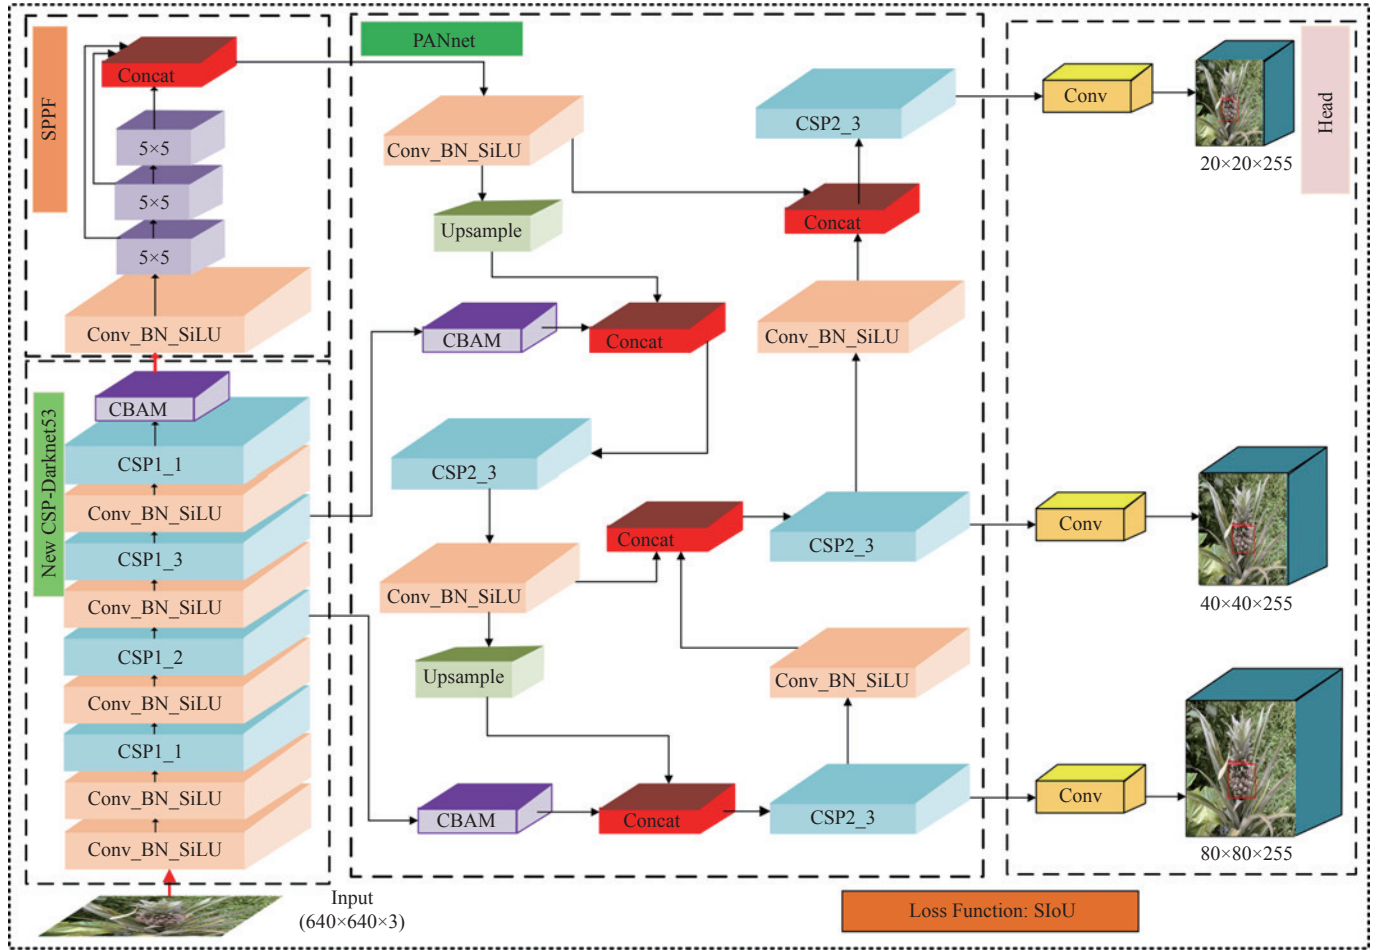 SPPF
Concat
5×5
5×5
5×5
Conv_BN_SiLU
New CSP-Darknet53
CBAM
CSP1_1
Conv_BN_SiLU
CSP1_3
Conv_BN_SiLU
CSP1_2
Conv_BN_SiLU
CSP1_1
Conv_BN_SiLU
Conv_BN_SiLU
Input
(640×640×3)
PANnet
Conv_BN_SiLU
Upsample
CBAM
Concat
CSP2_3
Conv_BN_SiLU
Upsample
CBAM
Concat
CSP2_3
Concat
Conv_BN_SiLU
Concat
CSP2_3
Conv_BN_SiLU
CSP2_3
Head
Conv
20×20×255
Conv
40×40×255
Conv
80×80×255
Loss Function: SIoU